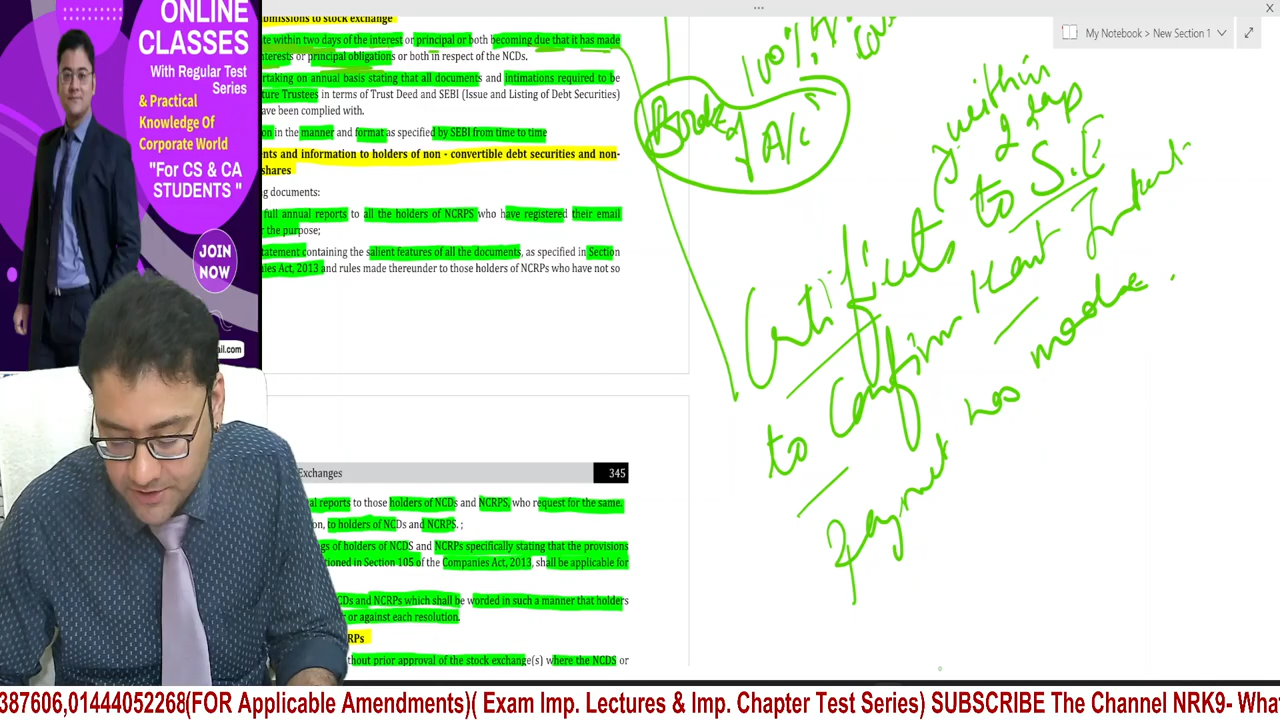 ONLINE
CLASSES
With Regular Test
Series
& Practical
Knowledge Of
Corporate World
"For CS & CA
STUDENTS "
JOIN
NOW
ail.com
bmissions to stock exchange
te within two days of the interest or principal or both becoming due that it has made
nterests or principal obligations or both in respect of the NCDs.
rtaking on annual basis stating that all documents and intimations required to be
ture Trustees in terms of Trust Deed and SEBI (Issue and Listing of Debt Securities)
have been complied with.
on in the manner and format as specified by SEBI from time to time
ents and information to holders of non - convertible debt securities and non-
shares
ng documents:
full annual reports to all the holders of NCRPS who have registered their email
r the purpose;
tatement containing the salient features of all the documents, as specified in Section
nies Act, 2013 and rules made thereunder to those holders of NCRPs who have not so
Exchanges 345
al reports to those holders of NCDs and NCRPS, who request for the same.
on, to holders of NCDs and NCRPS. ;
gs of holders of NCDS and NCRPs specifically stating that the provisions
tioned in Section 105 of the Companies Act, 2013, shall be applicable for
CDs and NCRPs which shall be worded in such a manner that holders
r or against each resolution.
RPs
hout prior approval of the stock exchange(s) where the NCDS or
My Notebook > New Section 1
100%
Books of
A/c
within
2 days
Certificate to S.E
to Confirm that Interest
payment has made.
387606,01444052268(FOR Applicable Amendments)( Exam Imp. Lectures & Imp. Chapter Test Series) SUBSCRIBE The Channel NRK9- Wha